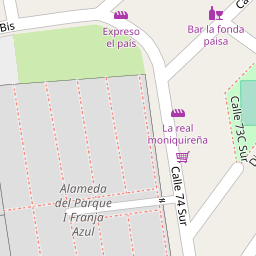 Bis
Expreso
el país
Bar la fonda
paisa
Calle 73C Sur
La real
moniquireña
Calle 74 Sur
Alameda
del Parque
I Franja
Azul